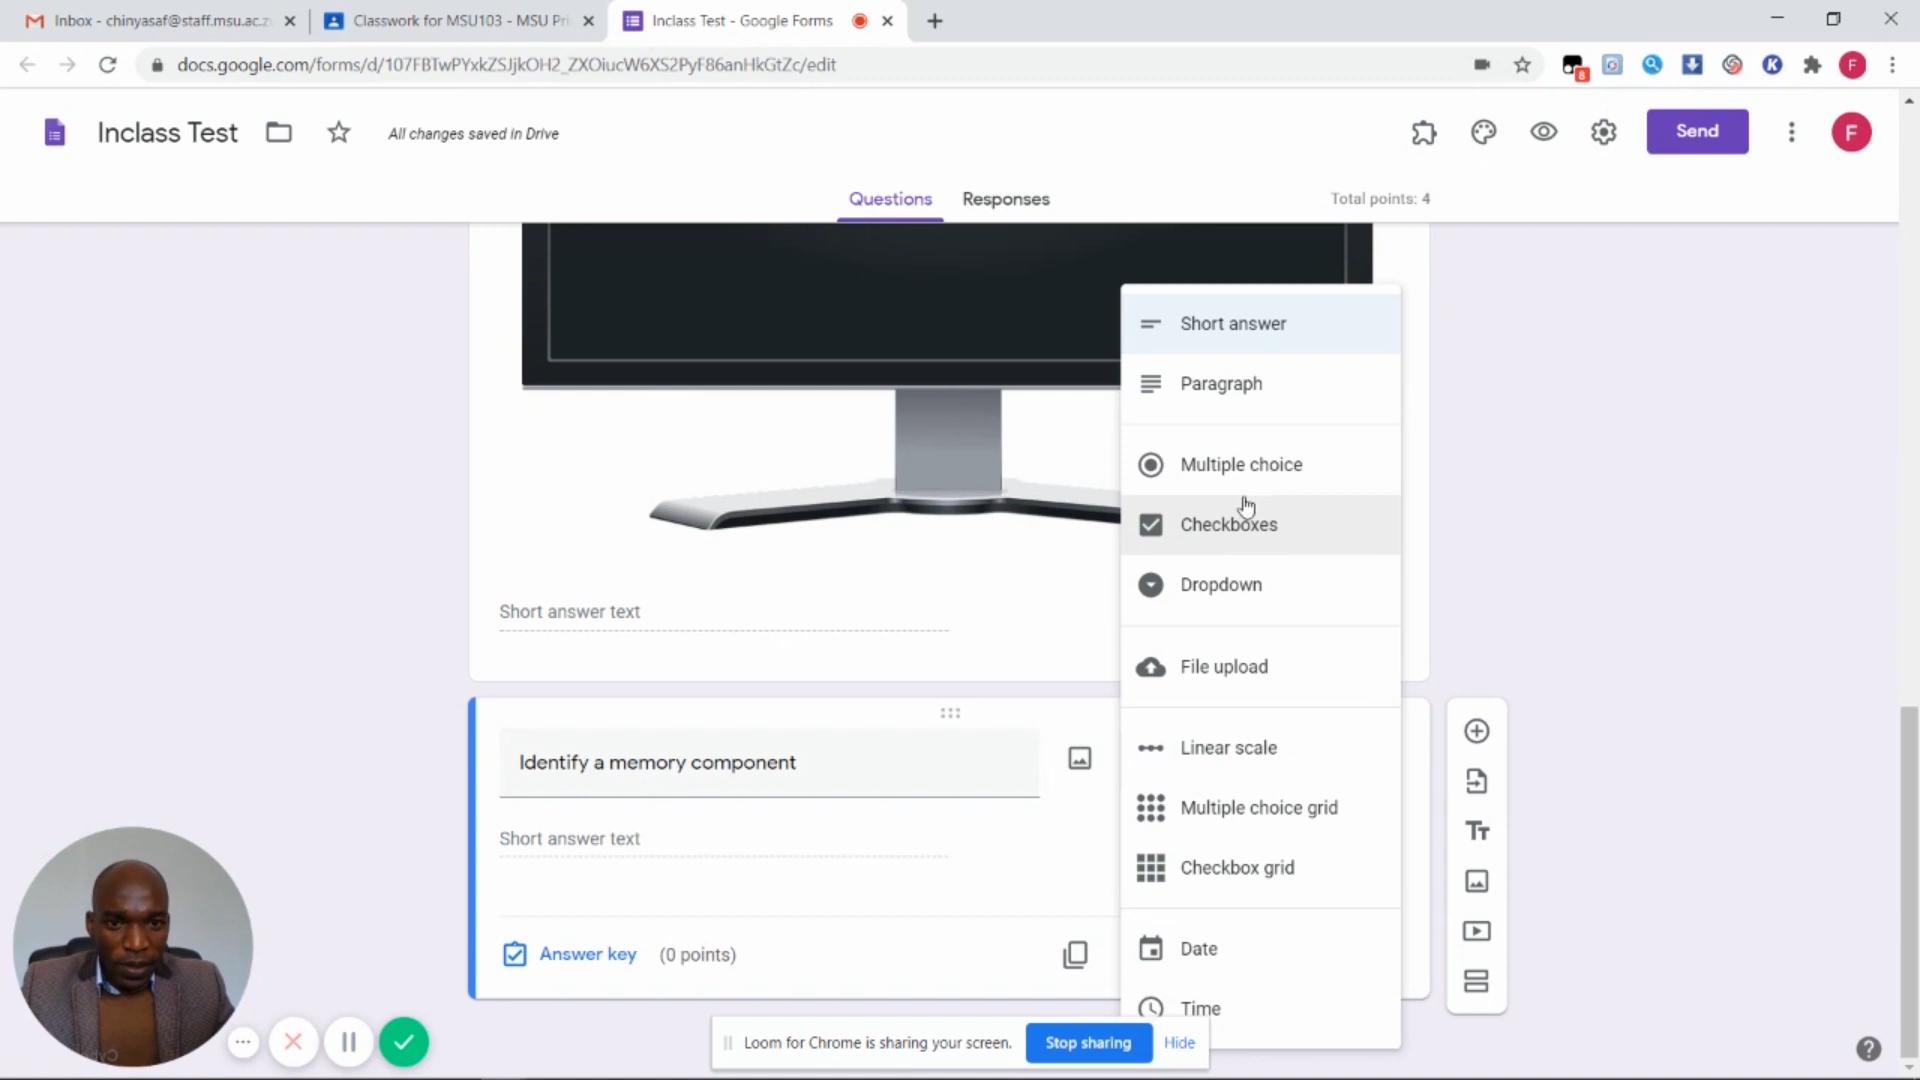 Inbox - chinyasaf@staff.msu.ac.z
Classwork for MSU103 - MSU Pri
Inclass Test - Google Forms
docs.google.com/forms/d/107FBTwPYxkZSJjkOH2_ZXOiucW6XS2PyF86anHkGtZc/edit
8
K
F
Inclass Test
All changes saved in Drive
Send
F
Questions
Responses
Total points: 4
Short answer
Paragraph
Multiple choice
Checkboxes
Dropdown
File upload
Linear scale
Multiple choice grid
Checkbox grid
Date
Time
Short answer text
Identify a memory component
Short answer text
Answer key
(0 points)
Tт
Loom for Chrome is sharing your screen.
Stop sharing
Hide